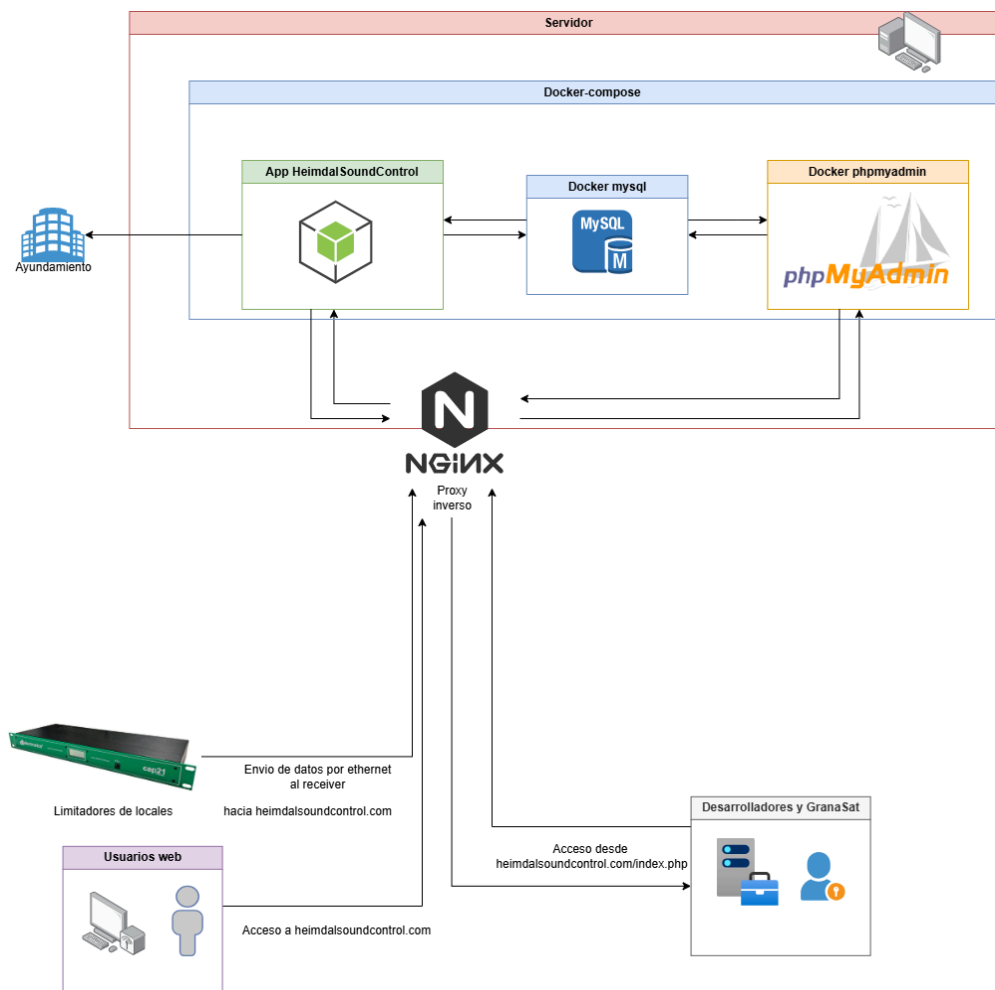 Servidor
Docker-compose
App HeimdalSoundControl
Docker mysql
MySQL
M
Docker phpmyadmin
phpMyAdmin
Ayundamiento
N
NGiNX
Proxy
inverso
cap21
Envio de datos por ethernet
al receiver
Limitadores de locales
hacia heimdalsoundcontrol.com
Usuarios web
Acceso a heimdalsoundcontrol.com
Desarrolladores y GranaSat
Acceso desde
heimdalsoundcontrol.com/index.php